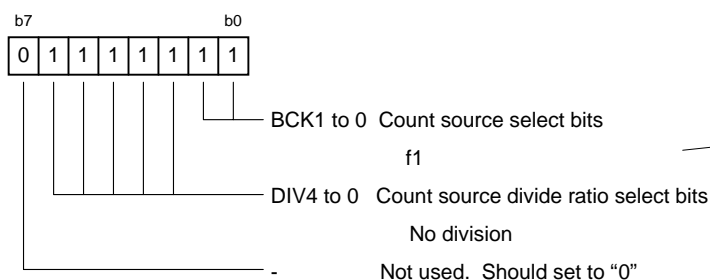 b7 b0
0 1 1 1 1 1 1 1
BCK1 to 0 Count source select bits
f1
DIV4 to 0 Count source divide ratio select bits
No division
- Not used. Should set to “0”